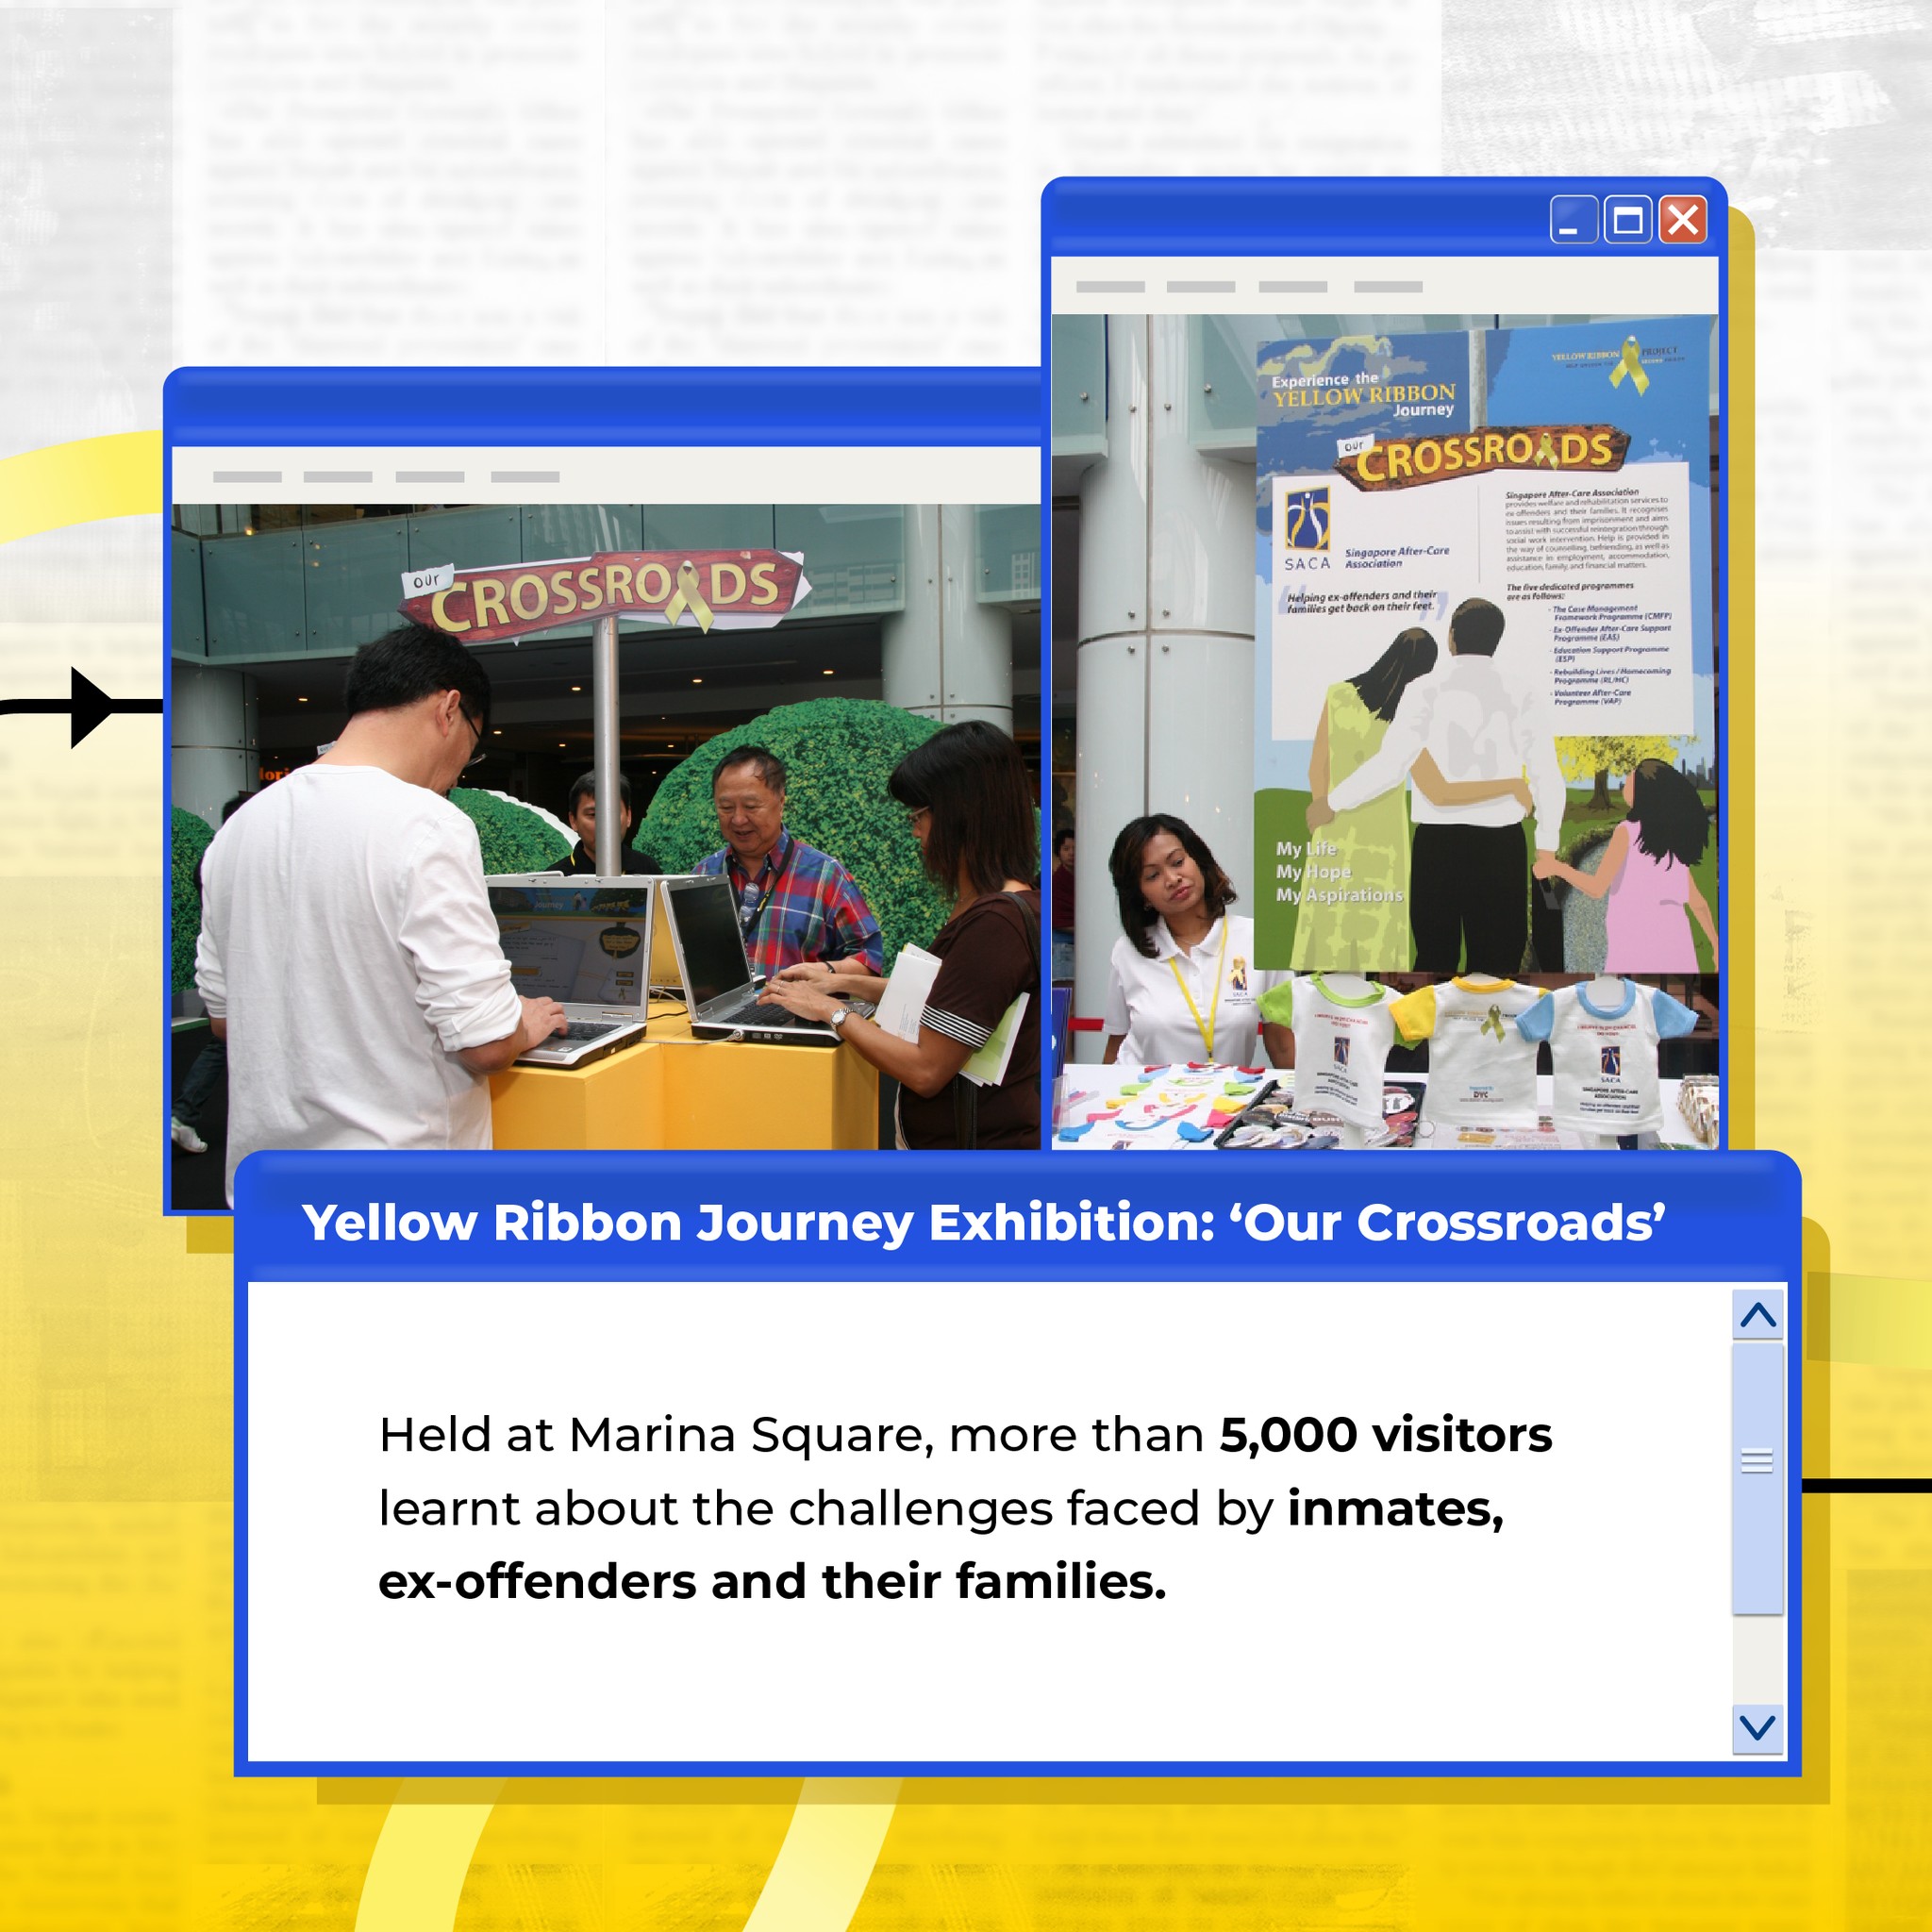 our
CROSSROADS
Experience the
YELLOW RIBBON
Journey
YELLOW RIBBON PROJECT
our
CROSSROADS
SACA
Singapore After-Care
Association
Helping ex-offenders and their
families get back on their feet.
Singapore After-Care Association
provides welfare and rehabilitation services to
ex offenders and their families. It recognises
issues resulting from imprisonment and aims
to assist with successful reintegration through
social work intervention. Help is provided in
the way of counselling, befriending, as well as
assistance in employment, accommodation,
education, family, and financial matters.
The five dedicated programmes
are as follows:
- The Case Management
Framework Programme (CMFP)
- Ex-Offender After-Care Support
Programme (EAS)
- Education Support Programme
(ESP)
- Rebuilding Lives / Homecoming
Programme (RL/HC)
- Volunteer After-Care
Programme (VAP)
My Life
My Hope
My Aspirations
SACA
SACA
Yellow Ribbon Journey Exhibition: ‘Our Crossroads’
Held at Marina Square, more than 5,000 visitors
learnt about the challenges faced by inmates,
ex-offenders and their families.